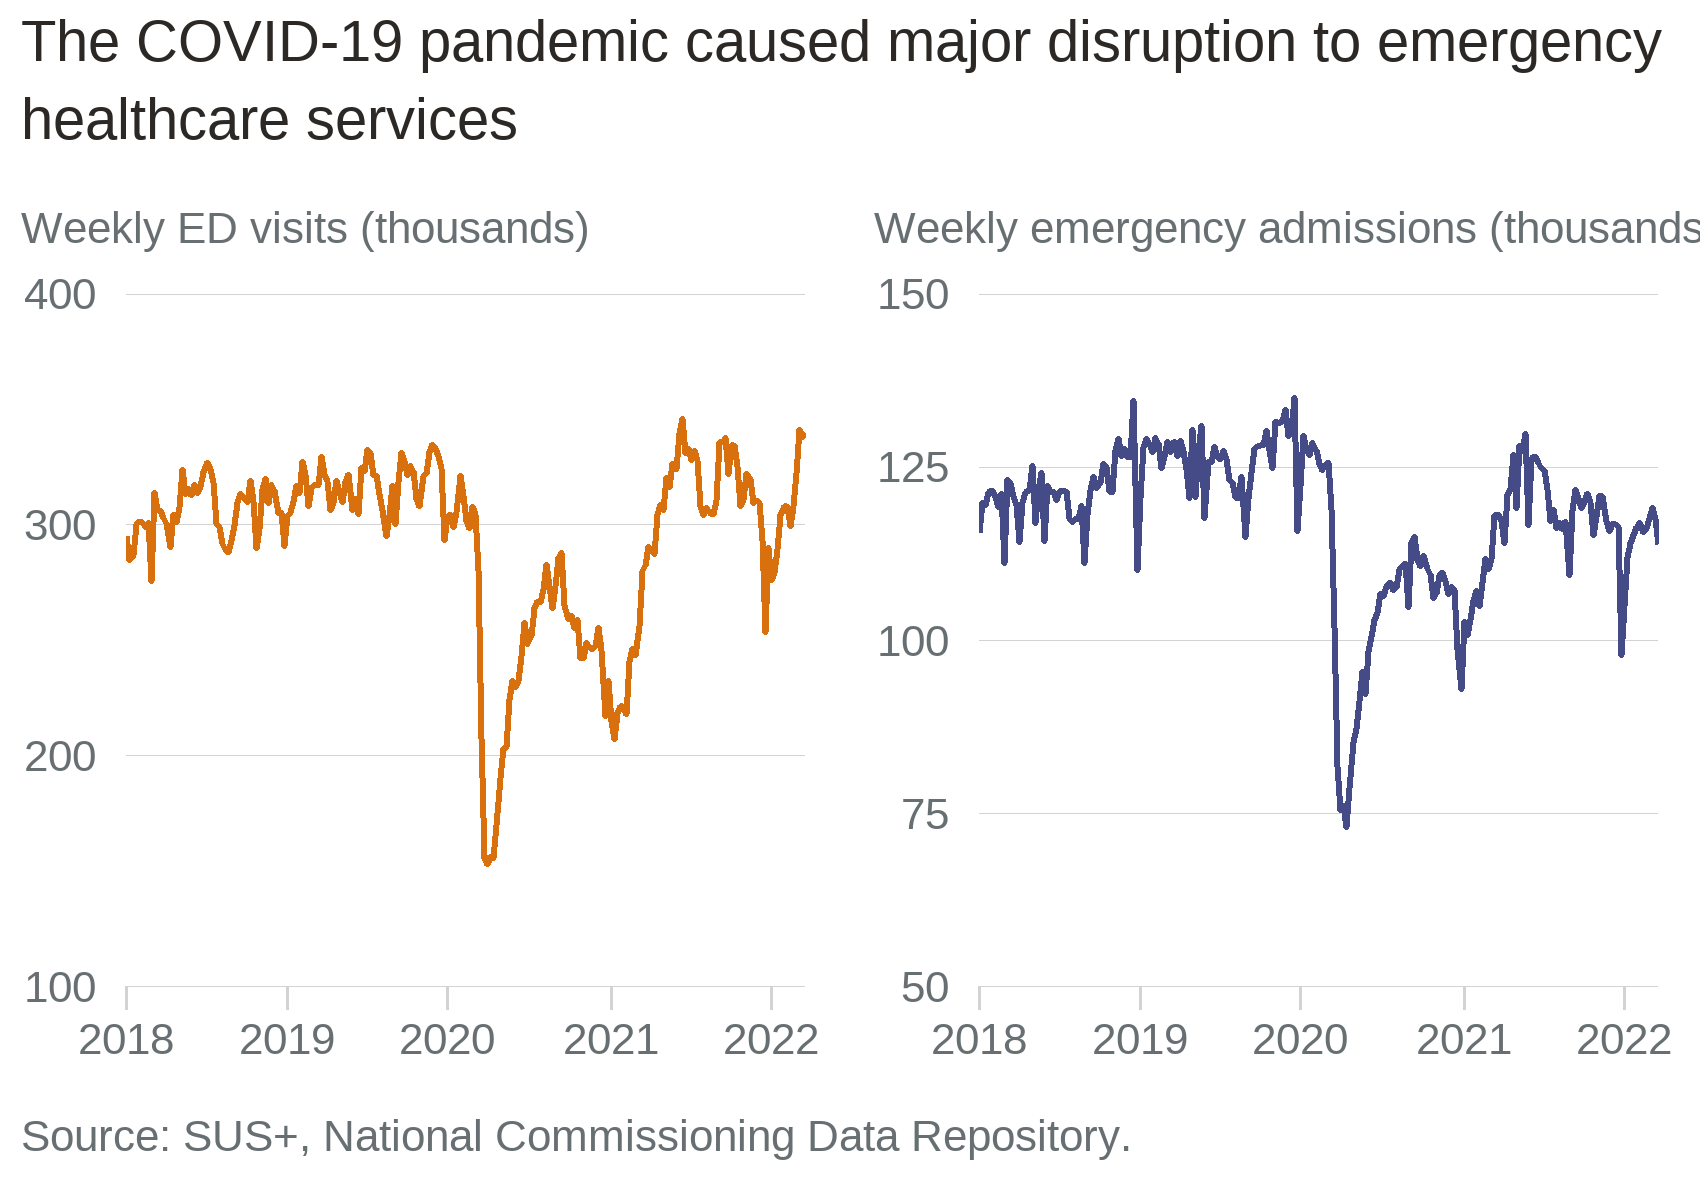 The COVID-19 pandemic caused major disruption to emergency
healthcare services
Weekly ED visits (thousands)
400
300
200
100
2018 2019 2020 2021 2022
Weekly emergency admissions (thousands
150
125
100
75
50
2018 2019 2020 2021 2022
Source: SUS+, National Commissioning Data Repository.